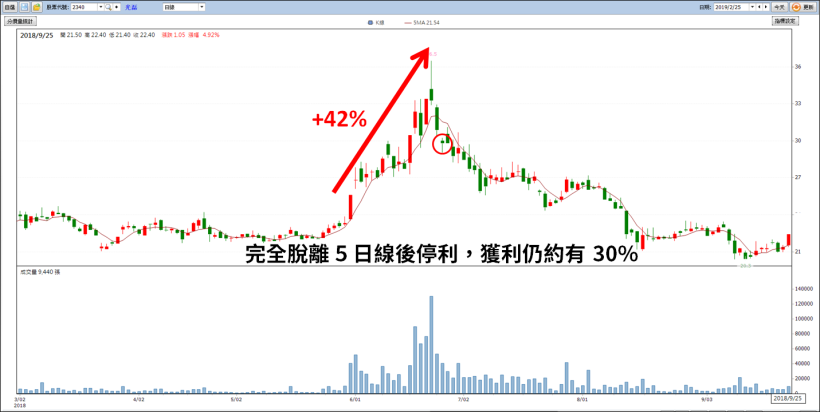 自選 股票代號: 2340 光磊 日線 日期: 2019/2/25 今天 更新
分價量統計 K線 SMA 21.54 指標設定
2018/9/25 開 21.50 高 22.40 低 21.40 收 22.40 漲跌 1.05 漲幅 4.92%
36
+42%
33
30
27
完全脫離 5 日線後停利，獲利仍約有 30%
21
成交量 9,440 張
140000
120000
100000
80000
60000
40000
20000
0
3/02 4/02 5/02 6/01 7/02 8/01 9/03 2018/9/25
2018